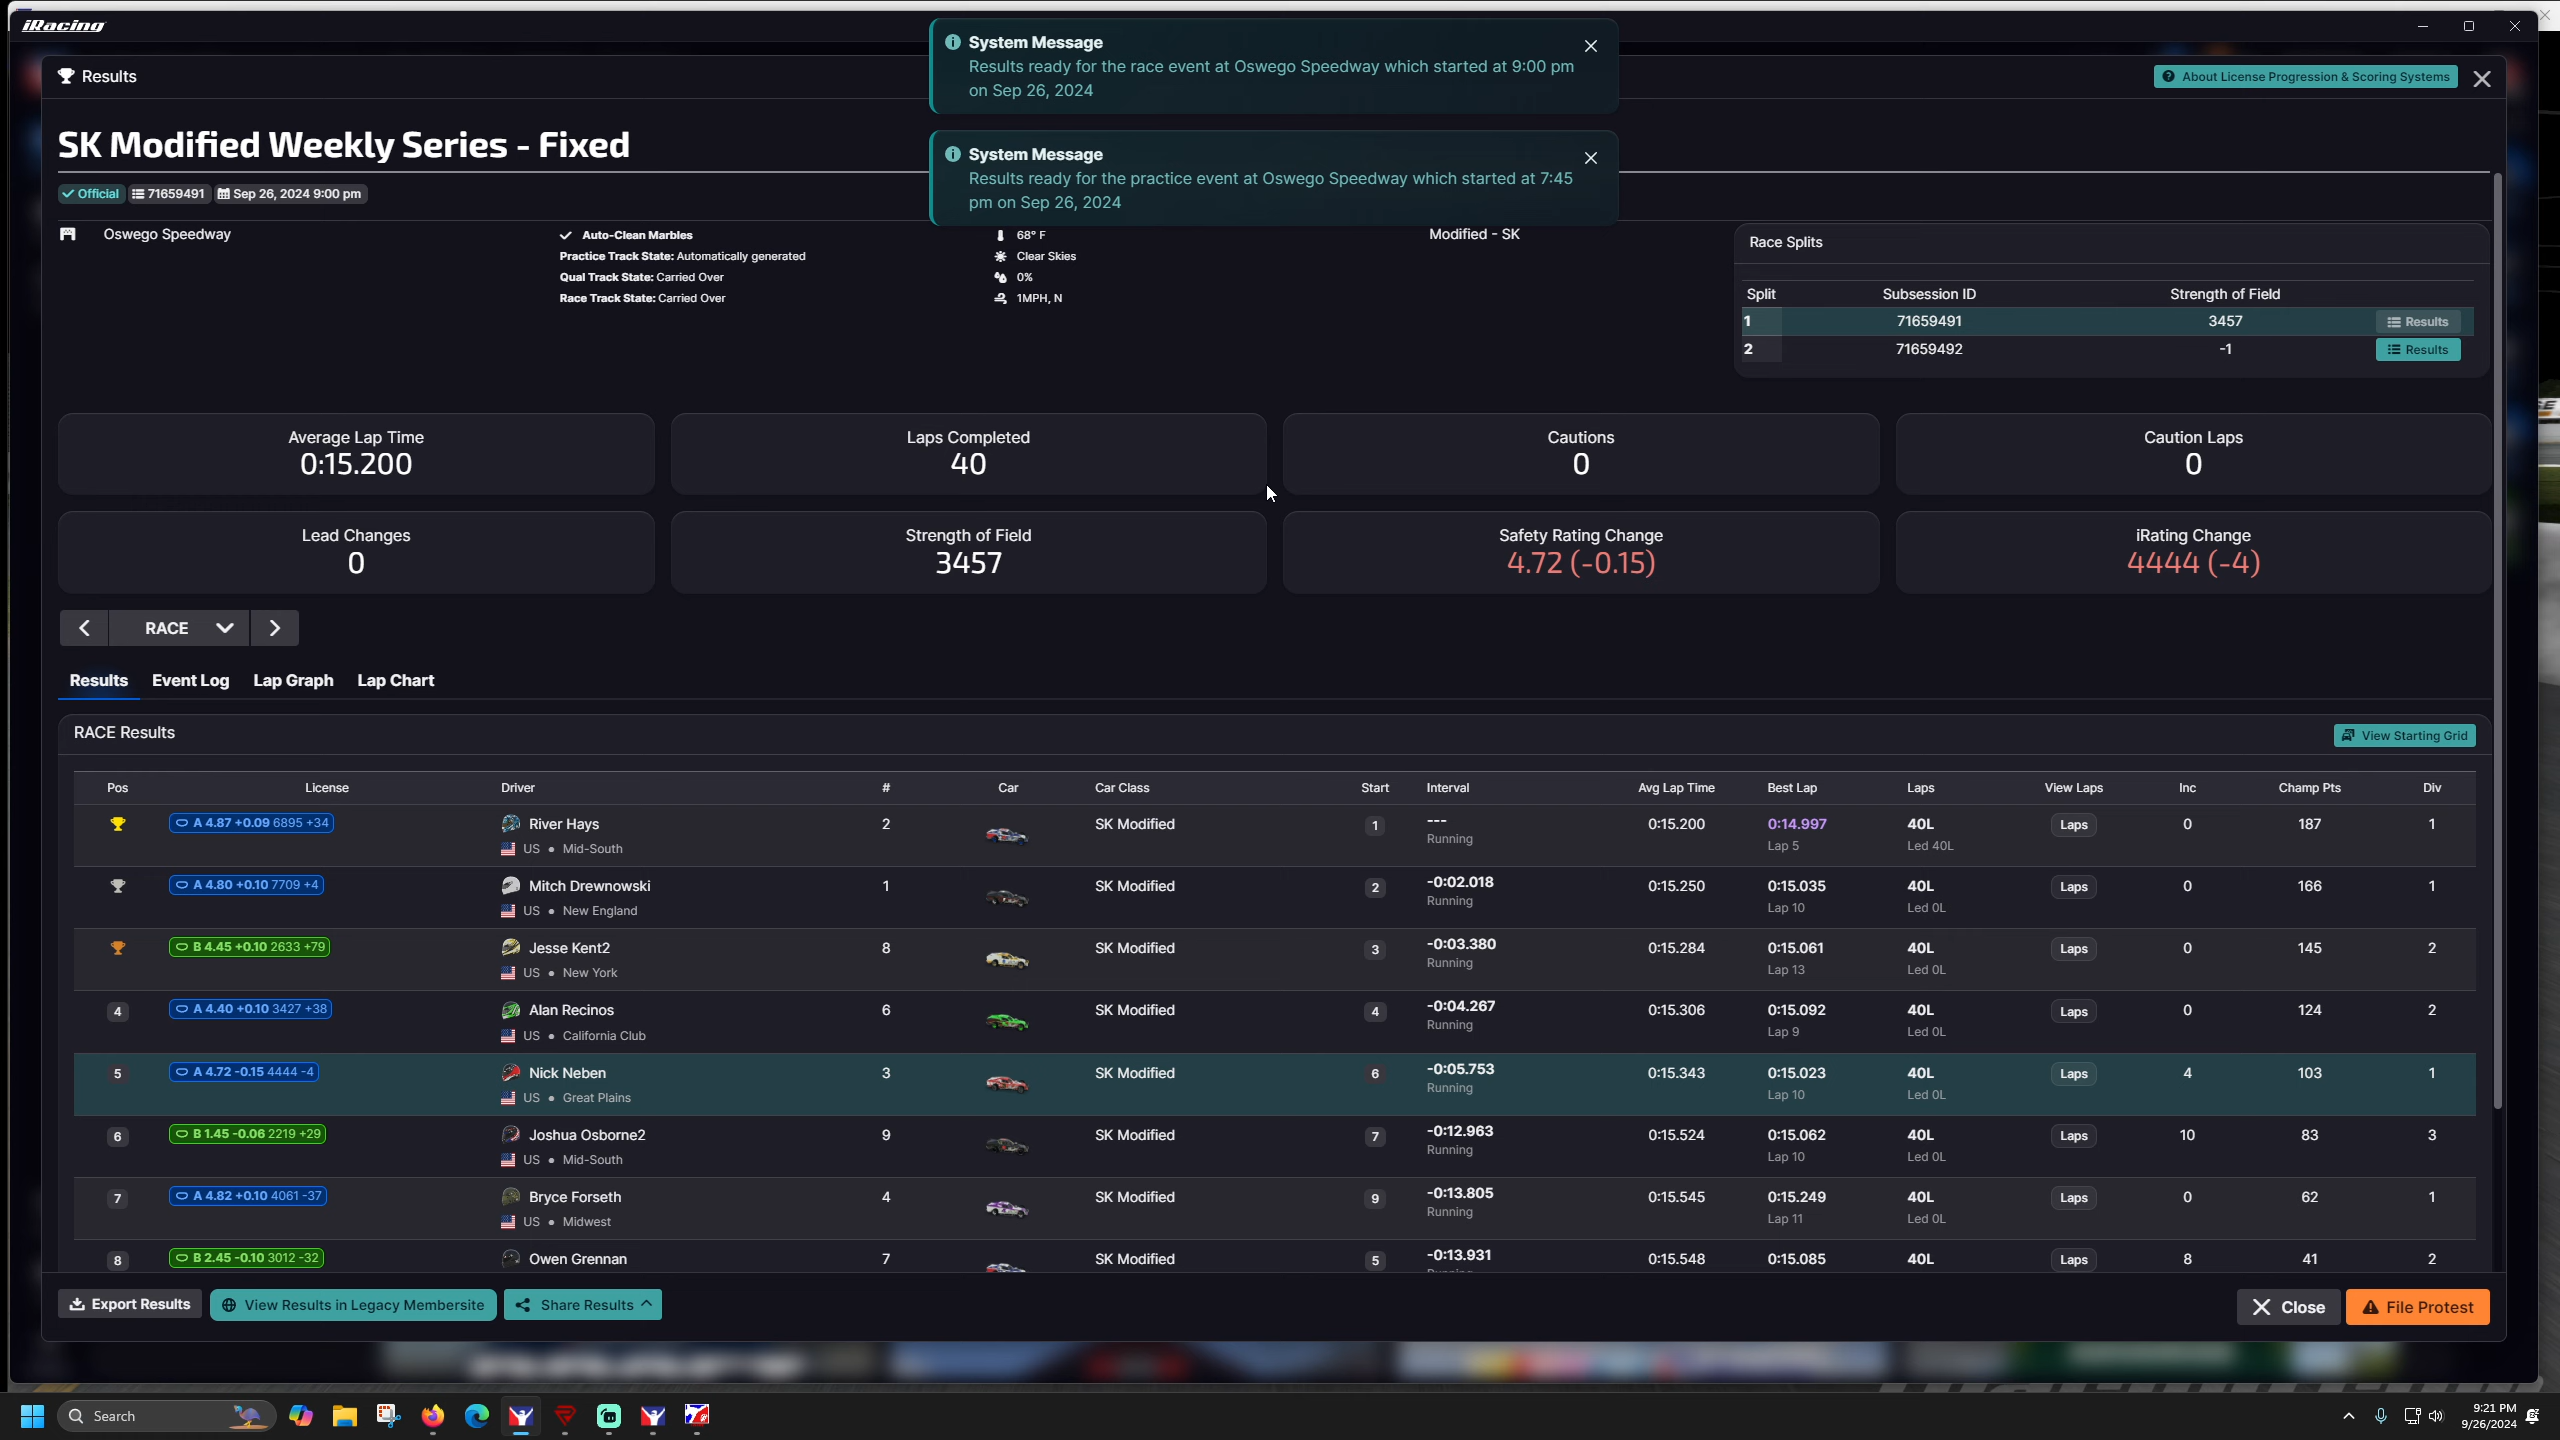 iRacing
System Message
Results ready for the race event at Oswego Speedway which started at 9:00 pm
on Sep 26, 2024
System Message
Results ready for the practice event at Oswego Speedway which started at 7:45
pm on Sep 26, 2024
Results
About License Progression & Scoring Systems
SK Modified Weekly Series - Fixed
Official 71659491 Sep 26, 2024 9:00 pm
Oswego Speedway
Auto-Clean Marbles
Practice Track State: Automatically generated
Qual Track State: Carried Over
Race Track State: Carried Over
68° F
Clear Skies
0%
1MPH, N
Modified - SK
Race Splits
Split Subsession ID Strength of Field
1 71659491 3457 Results
2 71659492 -1 Results
Average Lap Time
0:15.200
Laps Completed
40
Cautions
0
Caution Laps
0
Lead Changes
0
Strength of Field
3457
Safety Rating Change
4.72 (-0.15)
iRating Change
4444 (-4)
RACE
Results Event Log Lap Graph Lap Chart
RACE Results
View Starting Grid
Pos License Driver # Car Car Class Start Interval Avg Lap Time Best Lap Laps View Laps Inc Champ Pts Div
A 4.87 +0.09 6895 +34 River Hays 2 SK Modified 1 --- 0:15.200 0:14.997 40L Laps 0 187 1
US • Mid-South Running Lap 5 Led 40L
A 4.80 +0.10 7709 +4 Mitch Drewnowski 1 SK Modified 2 -0:02.018 0:15.250 0:15.035 40L Laps 0 166 1
US • New England Running Lap 10 Led 0L
B 4.45 +0.10 2633 +79 Jesse Kent2 8 SK Modified 3 -0:03.380 0:15.284 0:15.061 40L Laps 0 145 2
US • New York Running Lap 13 Led 0L
4 A 4.40 +0.10 3427 +38 Alan Recinos 6 SK Modified 4 -0:04.267 0:15.306 0:15.092 40L Laps 0 124 2
US • California Club Running Lap 9 Led 0L
5 A 4.72 -0.15 4444 -4 Nick Neben 3 SK Modified 6 -0:05.753 0:15.343 0:15.023 40L Laps 4 103 1
US • Great Plains Running Lap 10 Led 0L
6 B 1.45 -0.06 2219 +29 Joshua Osborne2 9 SK Modified 7 -0:12.963 0:15.524 0:15.062 40L Laps 10 83 3
US • Mid-South Running Lap 10 Led 0L
7 A 4.82 +0.10 4061 -37 Bryce Forseth 4 SK Modified 9 -0:13.805 0:15.545 0:15.249 40L Laps 0 62 1
US • Midwest Running Lap 11 Led 0L
8 B 2.45 -0.10 3012 -32 Owen Grennan 7 SK Modified 5 -0:13.931 0:15.548 0:15.085 40L Laps 8 41 2
Export Results View Results in Legacy Membersite Share Results Close File Protest
Search
9:21 PM
9/26/2024